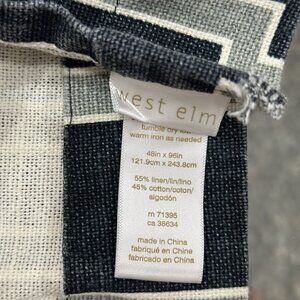 west elm
tumble dry low
warm iron as needed
48in x 96in
121.9cm x 243.8cm
55% linen/lin/lino
45% cotton/coton/
algodón
rn 71395
ca 36634
made in China
fabriqué en Chine
fabricado en China